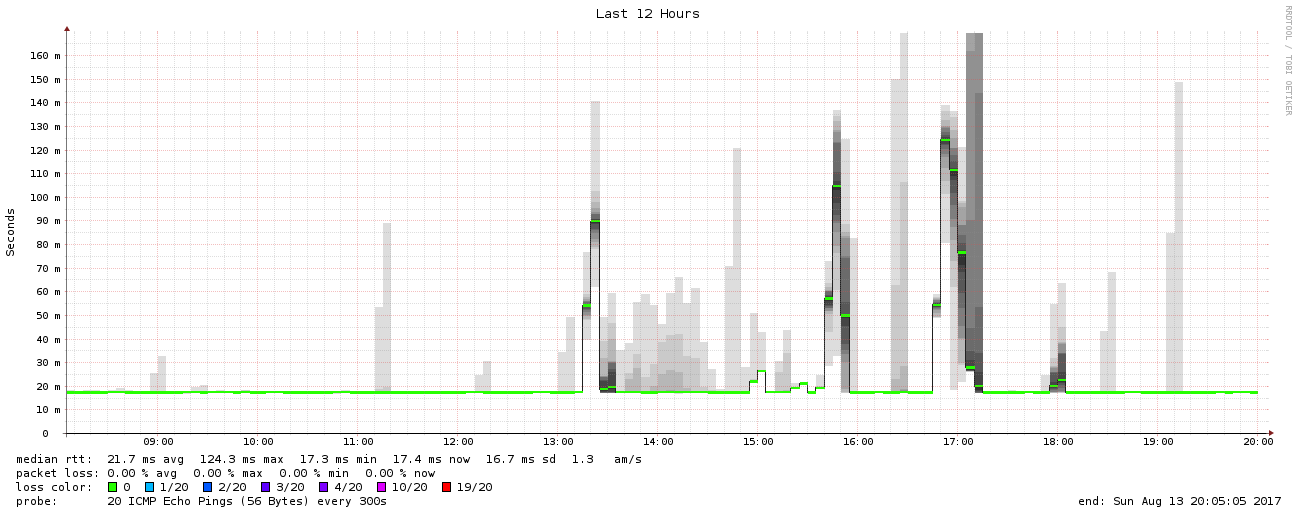 Last 12 Hours
RRDTOOL / TOBI OETIKER
Seconds
160 m
150 m
140 m
130 m
120 m
110 m
100 m
90 m
80 m
70 m
60 m
50 m
40 m
30 m
20 m
10 m
0
09:00 10:00 11:00 12:00 13:00 14:00 15:00 16:00 17:00 18:00 19:00 20:00
median rtt: 21.7 ms avg 124.3 ms max 17.3 ms min 17.4 ms now 16.7 ms sd 1.3 am/s
packet loss: 0.00 % avg 0.00 % max 0.00 % min 0.00 % now
loss color: 0 1/20 2/20 3/20 4/20 10/20 19/20
probe: 20 ICMP Echo Pings (56 Bytes) every 300s end: Sun Aug 13 20:05:05 2017